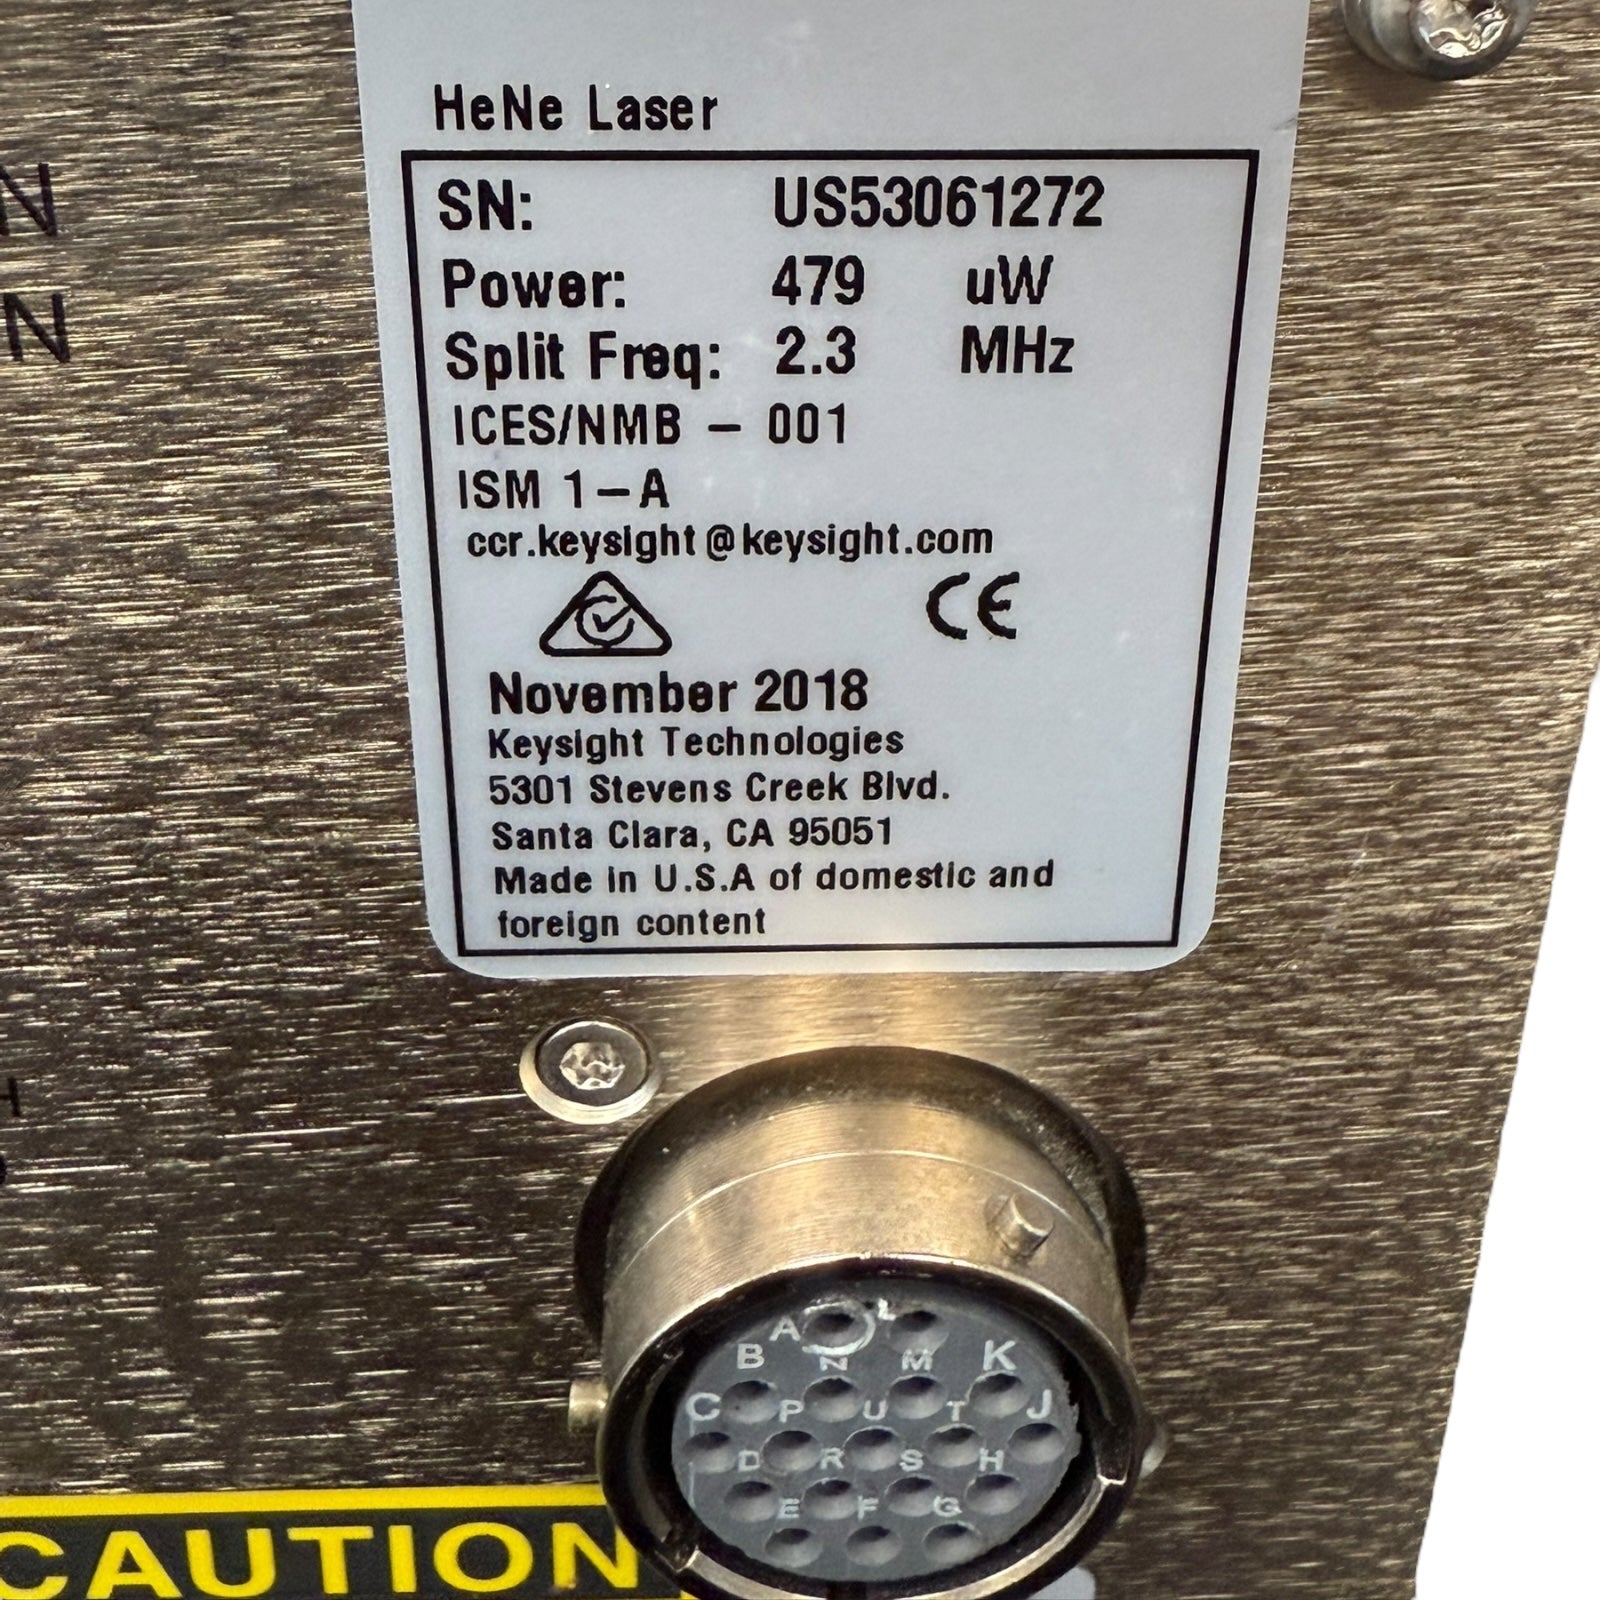 HeNe Laser
SN: US53061272
Power: 479 uW
Split Freq: 2.3 MHz
ICES/NMB - 001
ISM 1-A
ccr.keysight@keysight.com
CE
November 2018
Keysight Technologies
5301 Stevens Creek Blvd.
Santa Clara, CA 95051
Made in U.S.A of domestic and
foreign content
A L
B N M K
C P U T J
D R S H
E F G
CAUTION